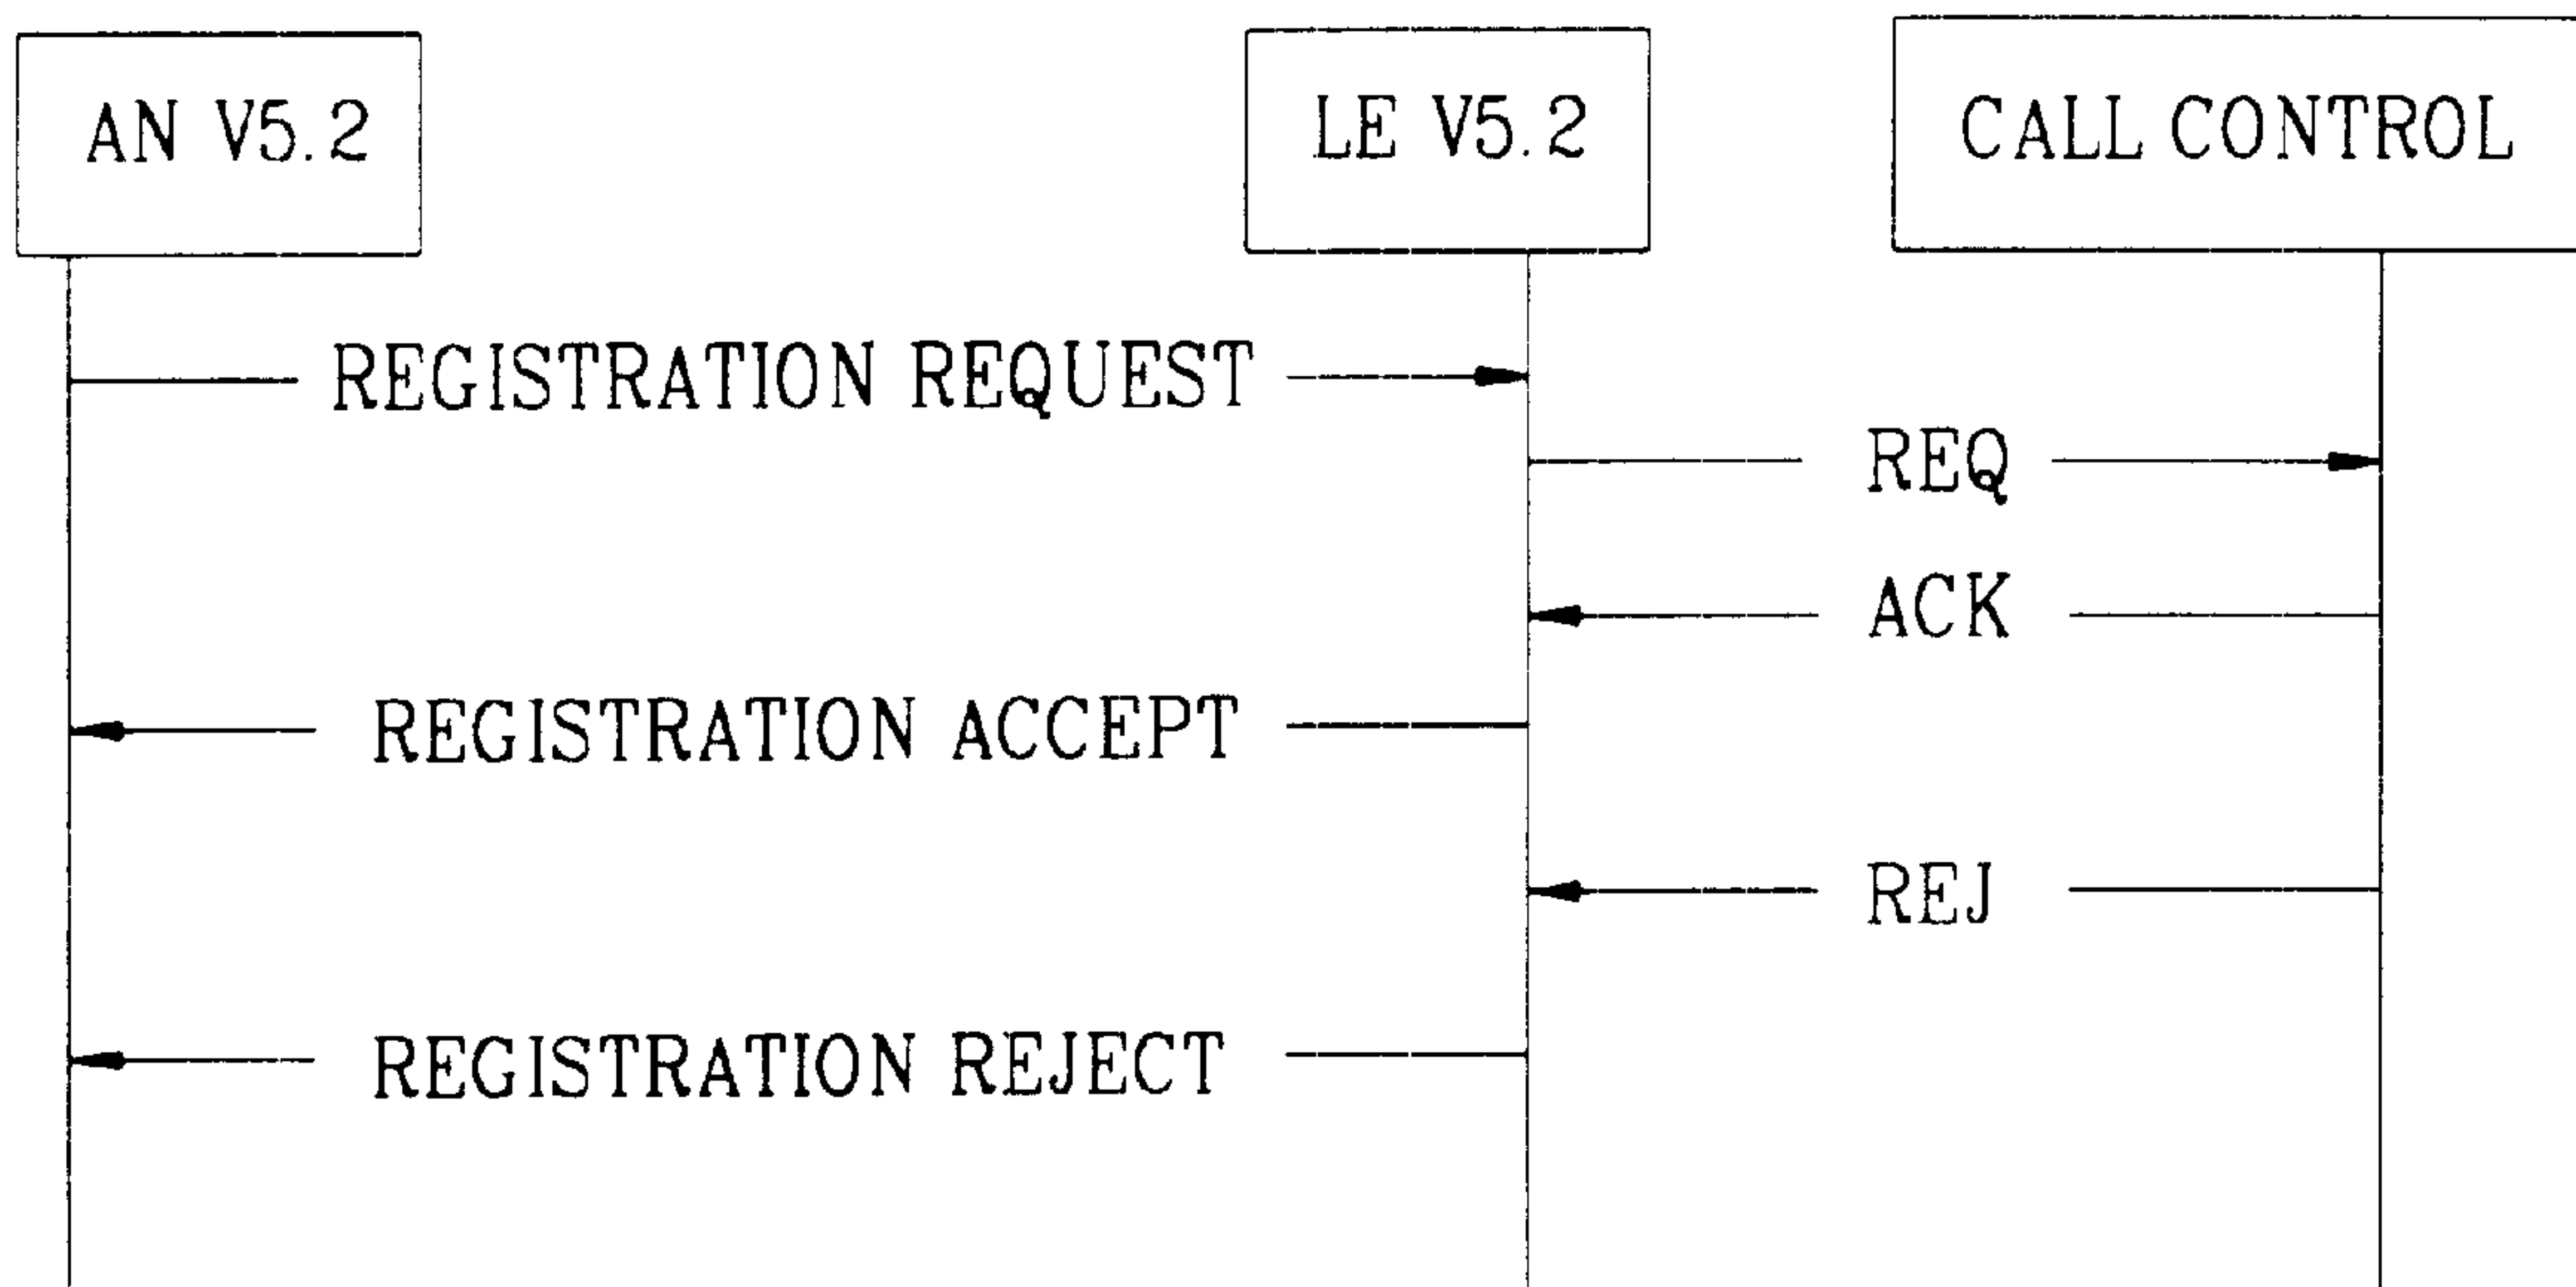 AN V5.2
LE V5.2
CALL CONTROL
REGISTRATION REQUEST
REQ
ACK
REGISTRATION ACCEPT
REJ
REGISTRATION REJECT